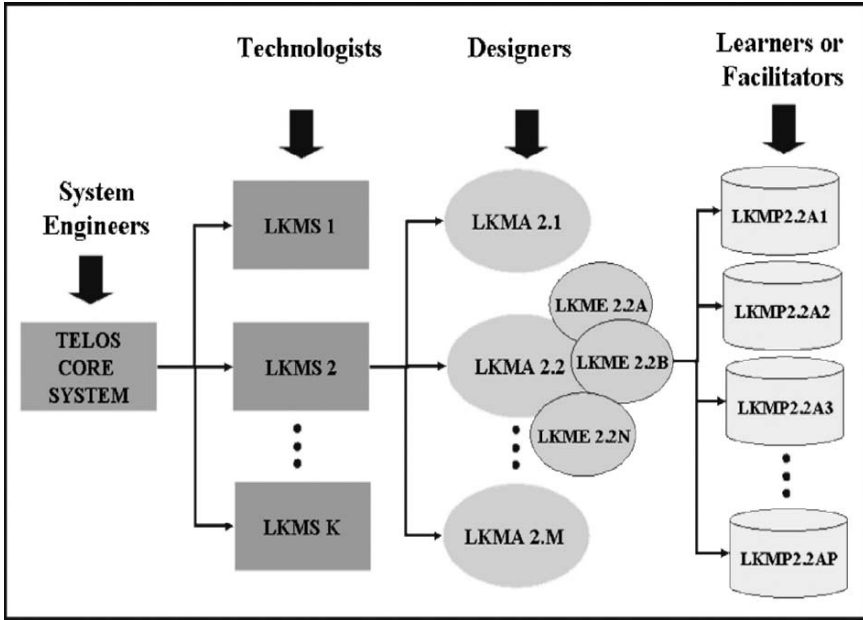 Technologists
Designers
Learners or
Facilitators
System
Engineers
TELOS
CORE
SYSTEM
LKMS 1
LKMS 2
LKMS K
LKMA 2.1
LKMA 2.2
LKMA 2.M
LKME 2.2A
LKME 2.2B
LKME 2.2N
LKMP2.2A1
LKMP2.2A2
LKMP2.2A3
LKMP2.2AP